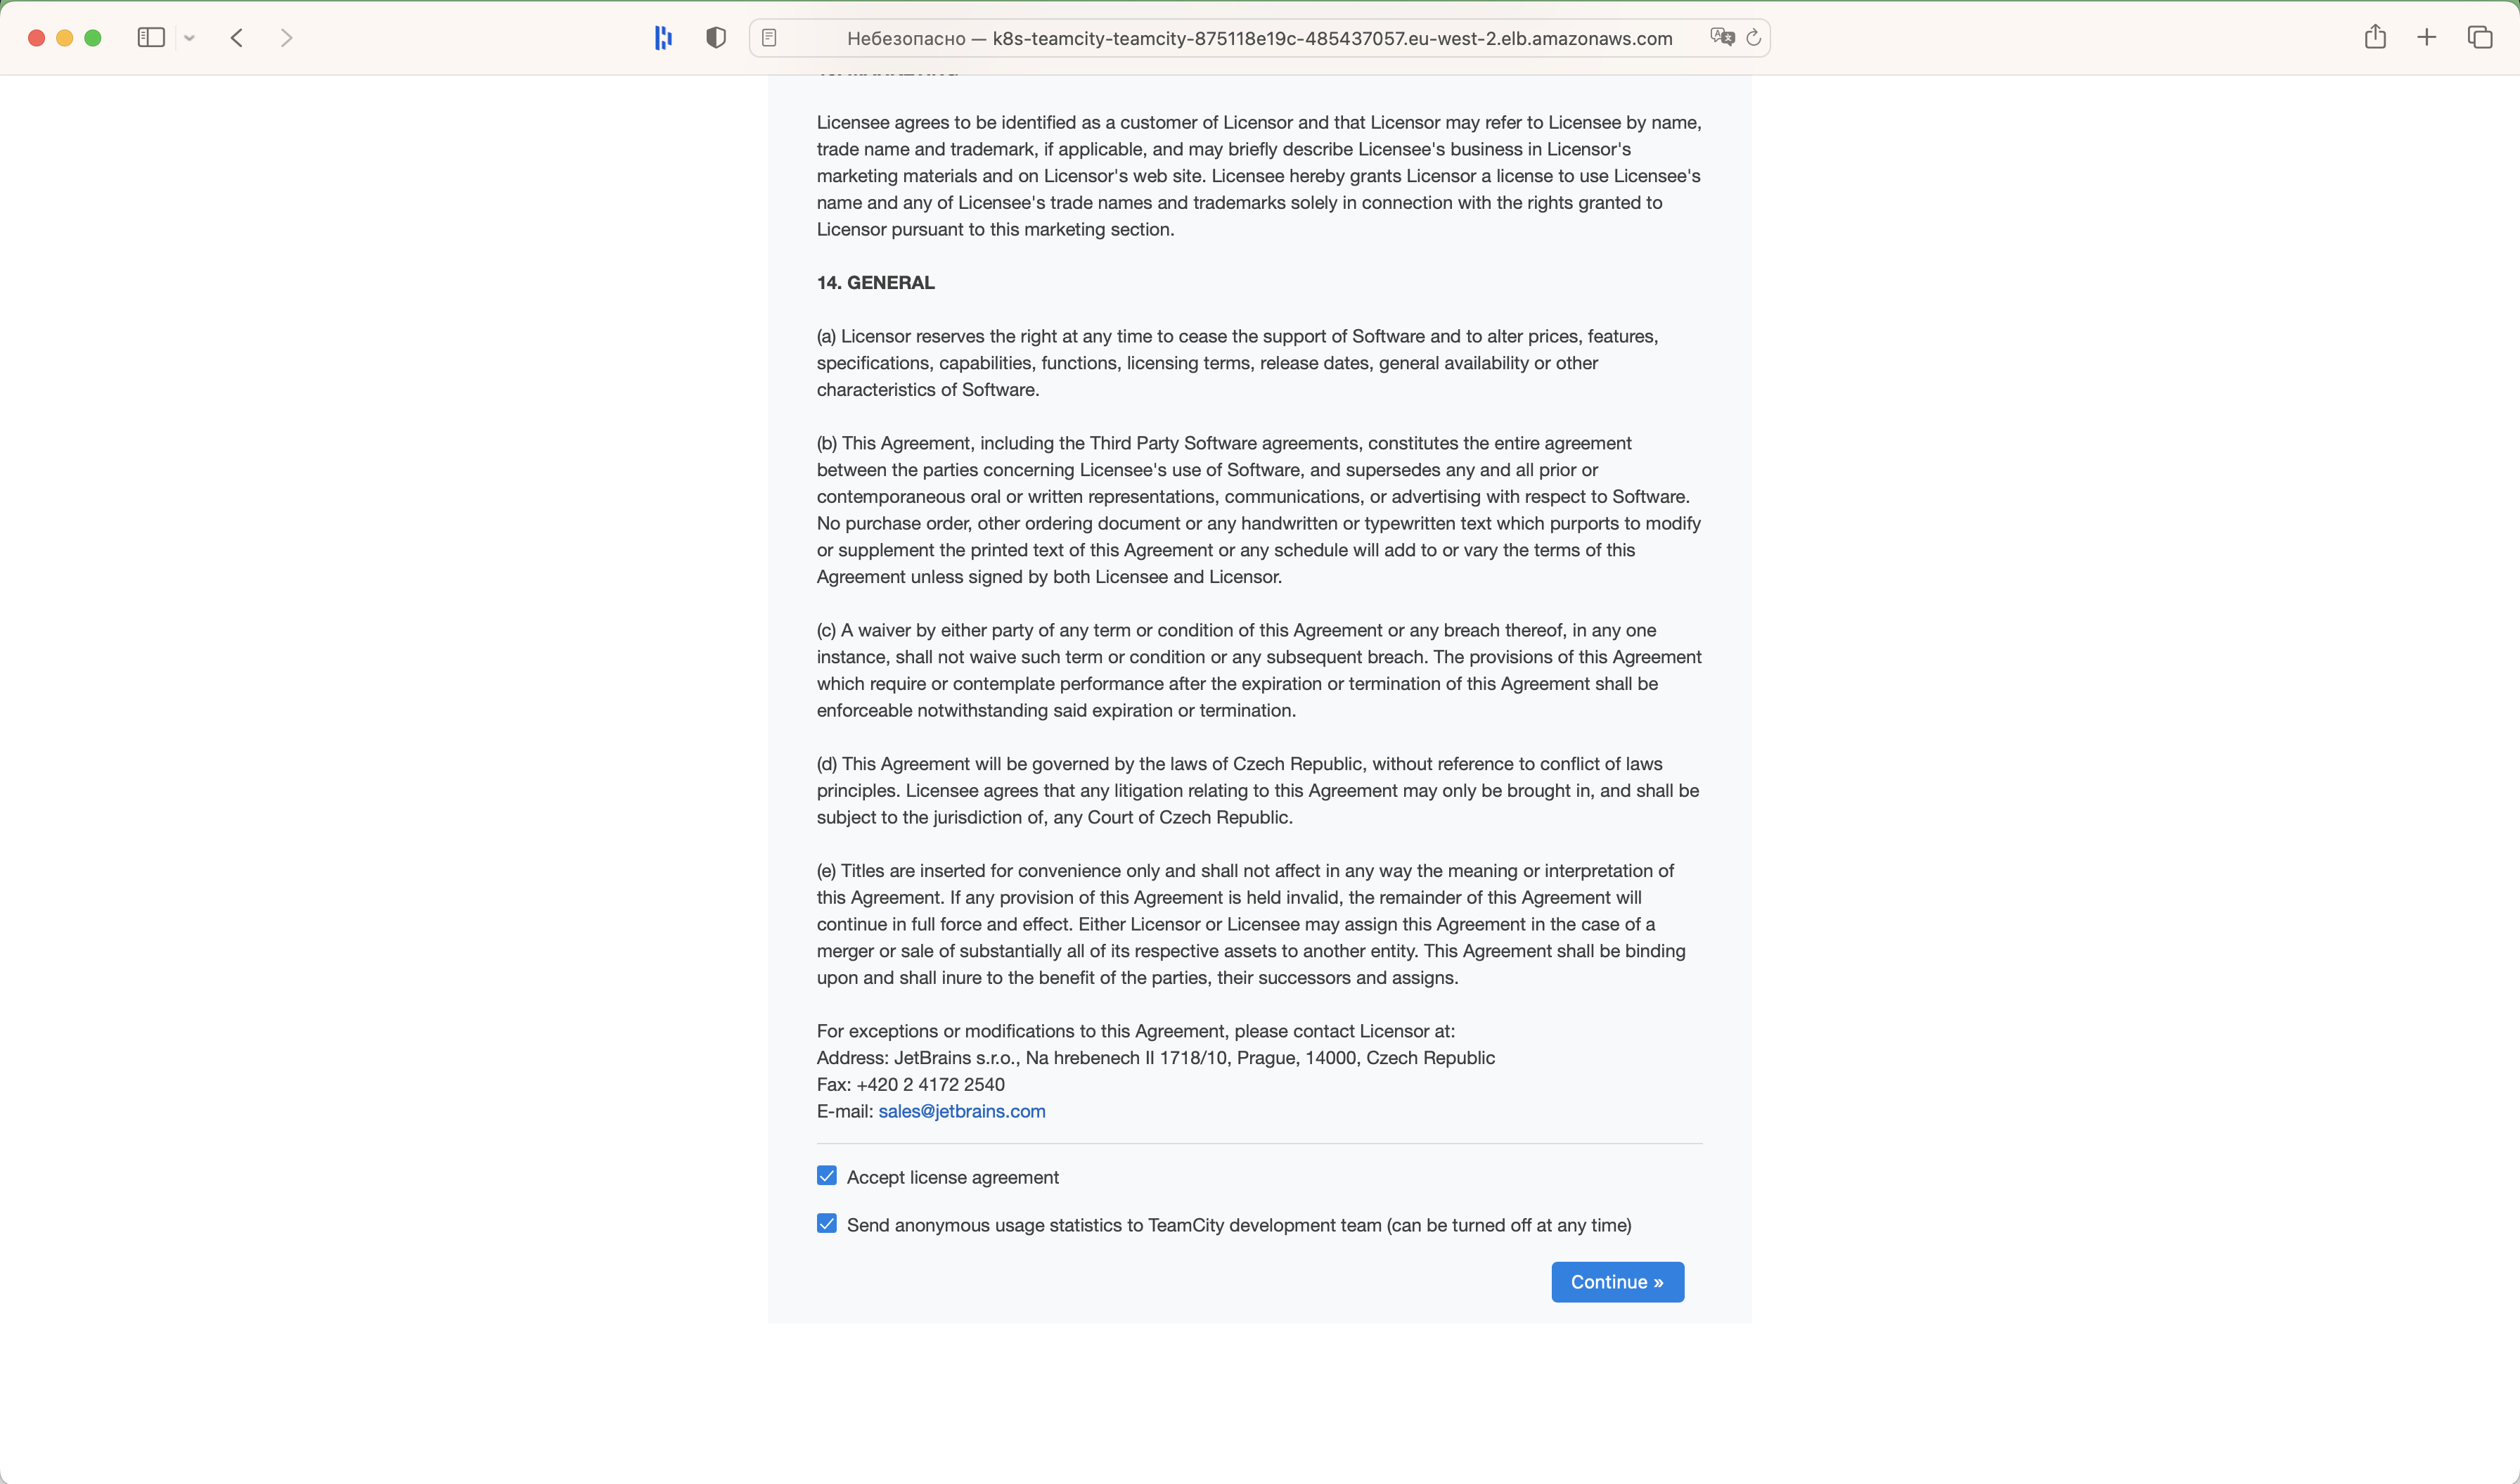 Небезопасно — k8s-teamcity-teamcity-875118e19c-485437057.eu-west-2.elb.amazonaws.com
Licensee agrees to be identified as a customer of Licensor and that Licensor may refer to Licensee by name,
trade name and trademark, if applicable, and may briefly describe Licensee's business in Licensor's
marketing materials and on Licensor's web site. Licensee hereby grants Licensor a license to use Licensee's
name and any of Licensee's trade names and trademarks solely in connection with the rights granted to
Licensor pursuant to this marketing section.
14. GENERAL
(a) Licensor reserves the right at any time to cease the support of Software and to alter prices, features,
specifications, capabilities, functions, licensing terms, release dates, general availability or other
characteristics of Software.
(b) This Agreement, including the Third Party Software agreements, constitutes the entire agreement
between the parties concerning Licensee's use of Software, and supersedes any and all prior or
contemporaneous oral or written representations, communications, or advertising with respect to Software.
No purchase order, other ordering document or any handwritten or typewritten text which purports to modify
or supplement the printed text of this Agreement or any schedule will add to or vary the terms of this
Agreement unless signed by both Licensee and Licensor.
(c) A waiver by either party of any term or condition of this Agreement or any breach thereof, in any one
instance, shall not waive such term or condition or any subsequent breach. The provisions of this Agreement
which require or contemplate performance after the expiration or termination of this Agreement shall be
enforceable notwithstanding said expiration or termination.
(d) This Agreement will be governed by the laws of Czech Republic, without reference to conflict of laws
principles. Licensee agrees that any litigation relating to this Agreement may only be brought in, and shall be
subject to the jurisdiction of, any Court of Czech Republic.
(e) Titles are inserted for convenience only and shall not affect in any way the meaning or interpretation of
this Agreement. If any provision of this Agreement is held invalid, the remainder of this Agreement will
continue in full force and effect. Either Licensor or Licensee may assign this Agreement in the case of a
merger or sale of substantially all of its respective assets to another entity. This Agreement shall be binding
upon and shall inure to the benefit of the parties, their successors and assigns.
For exceptions or modifications to this Agreement, please contact Licensor at:
Address: JetBrains s.r.o., Na hrebenech II 1718/10, Prague, 14000, Czech Republic
Fax: +420 2 4172 2540
E-mail: sales@jetbrains.com
Accept license agreement
Send anonymous usage statistics to TeamCity development team (can be turned off at any time)
Continue »